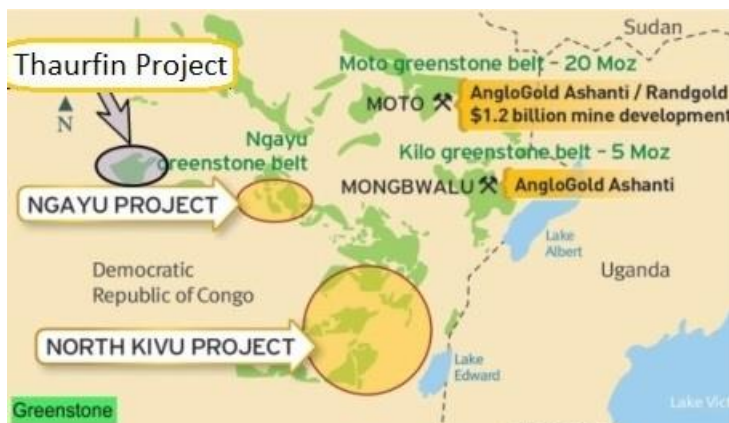 Sudan
Thaurfin Project
Moto greenstone belt – 20 Moz
MOTO
AngloGold Ashanti / Randgold
$1.2 billion mine development
N
Ngayu
greenstone belt
Kilo greenstone belt – 5 Moz
MONGBWALU
AngloGold Ashanti
NGAYU PROJECT
Lake
Albert
Democratic
Republic of Congo
Uganda
NORTH KIVU PROJECT
Lake
Edward
Greenstone
Lake Vict